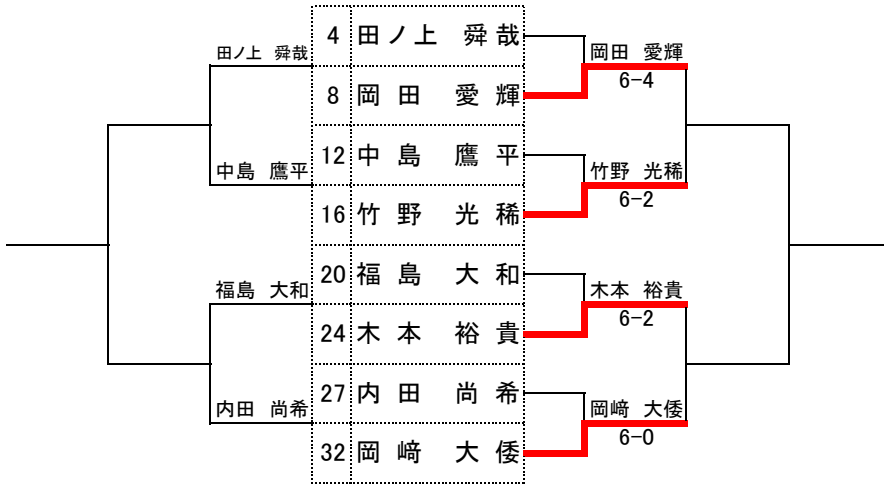 田ノ上 舜哉
中島 鷹平
福島 大和
内田 尚希
4 田ノ上 舜哉
8 岡田 愛輝
12 中島 鷹平
16 竹野 光稀
20 福島 大和
24 木本 裕貴
27 内田 尚希
32 岡﨑 大倭
岡田 愛輝
6-4
竹野 光稀
6-2
木本 裕貴
6-2
岡﨑 大倭
6-0